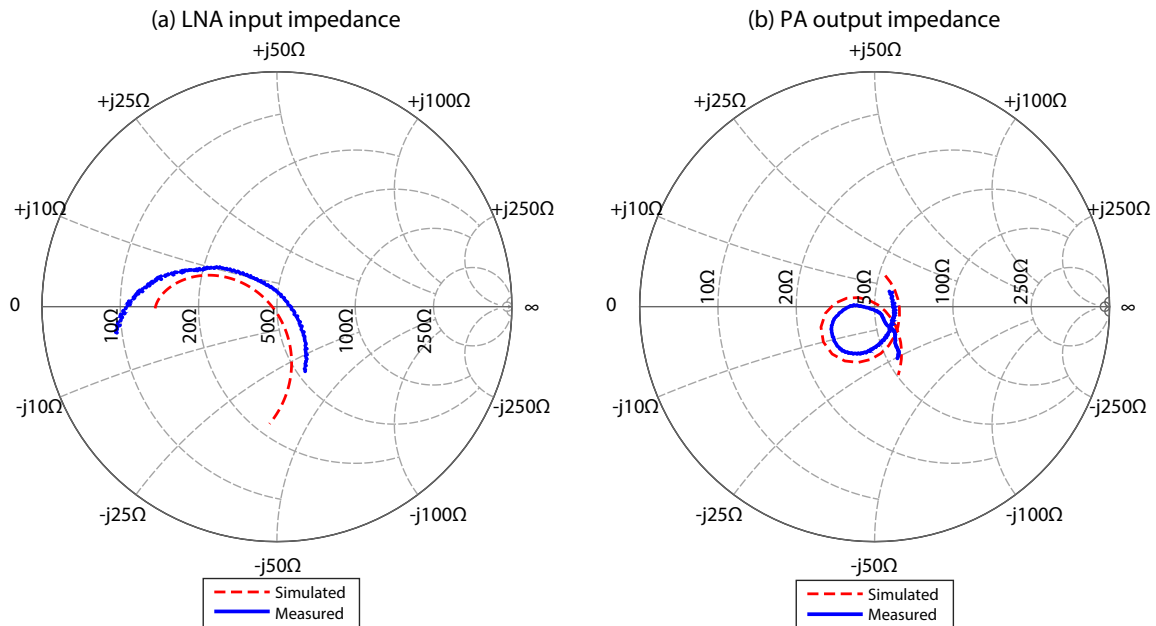 (a) LNA input impedance
+j50Ω
+j25Ω
+j100Ω
+j10Ω
+j250Ω
0
10Ω
20Ω
50Ω
100Ω
250Ω
∞
-j10Ω
-j250Ω
-j25Ω
-j100Ω
-j50Ω
Simulated
Measured
(b) PA output impedance
+j50Ω
+j25Ω
+j100Ω
+j10Ω
+j250Ω
0
10Ω
20Ω
50Ω
100Ω
250Ω
∞
-j10Ω
-j250Ω
-j25Ω
-j100Ω
-j50Ω
Simulated
Measured